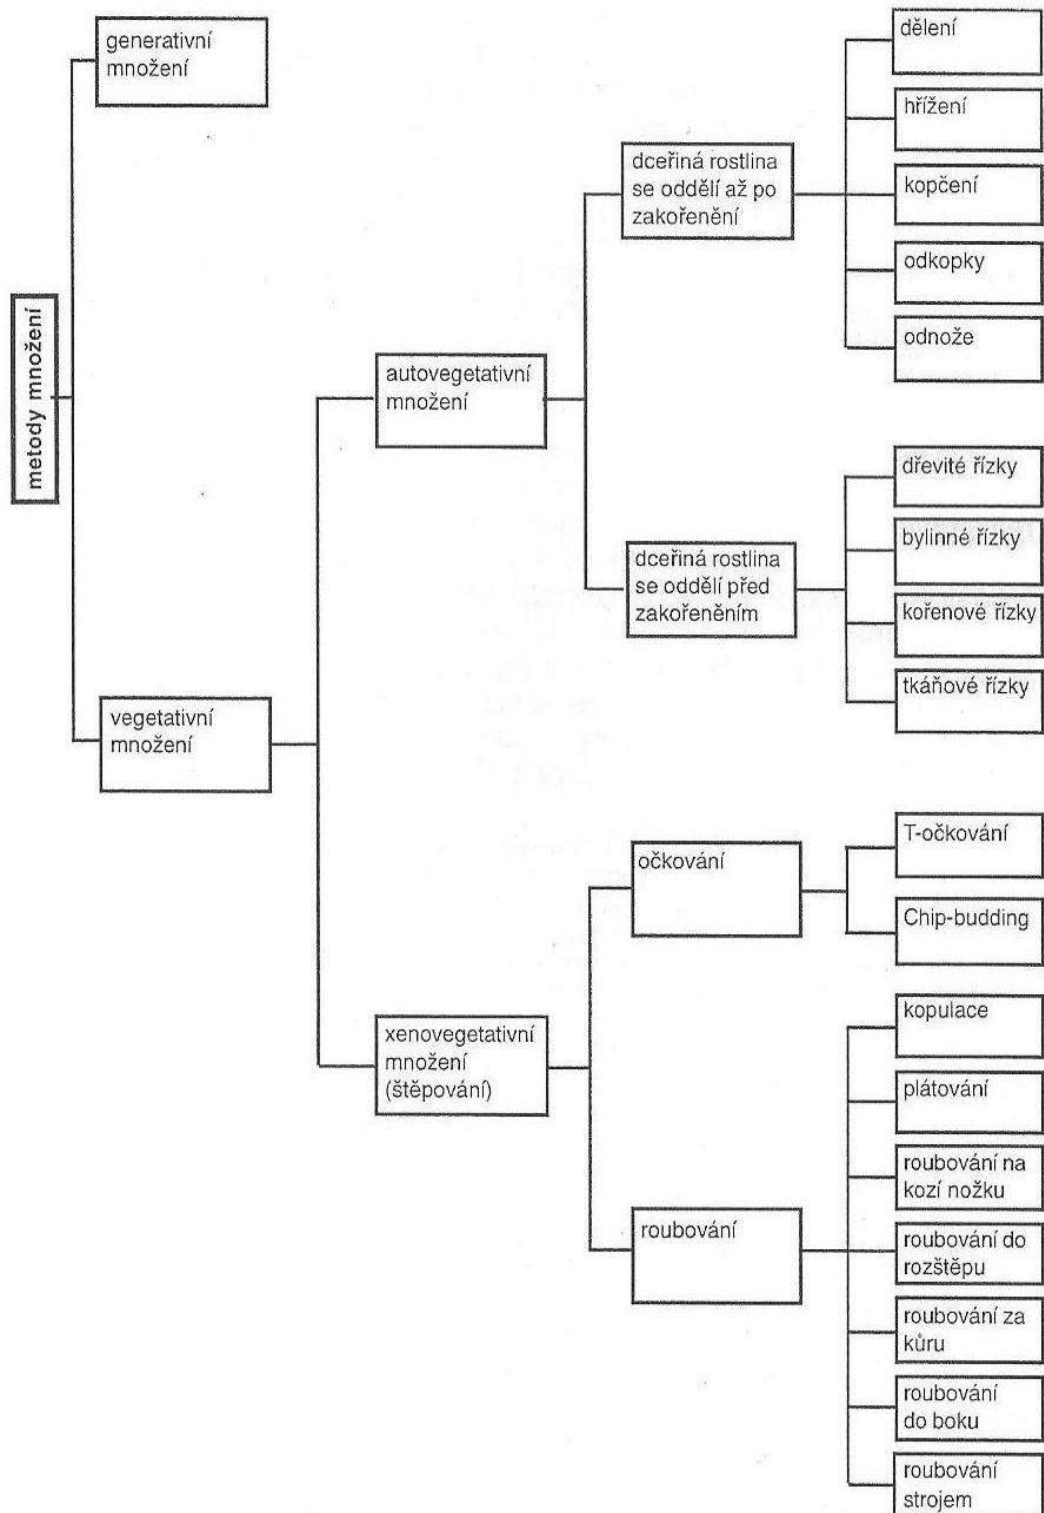 metody množení
generativní
množení
vegetativní
množení
autovegetativní
množení
xenovegetativní
množení
(štěpování)
dceřiná rostlina
se oddělí až po
zakořenění
dceřiná rostlina
se oddělí před
zakořeněním
očkování
roubování
dělení
hřížení
kopčení
odkopky
odnože
dřevité řízky
bylinné řízky
kořenové řízky
tkáňové řízky
T-očkování
Chip-budding
kopulace
plátování
roubování na
kozí nožku
roubování do
rozštěpu
roubování za
kůru
roubování
do boku
roubování
strojem